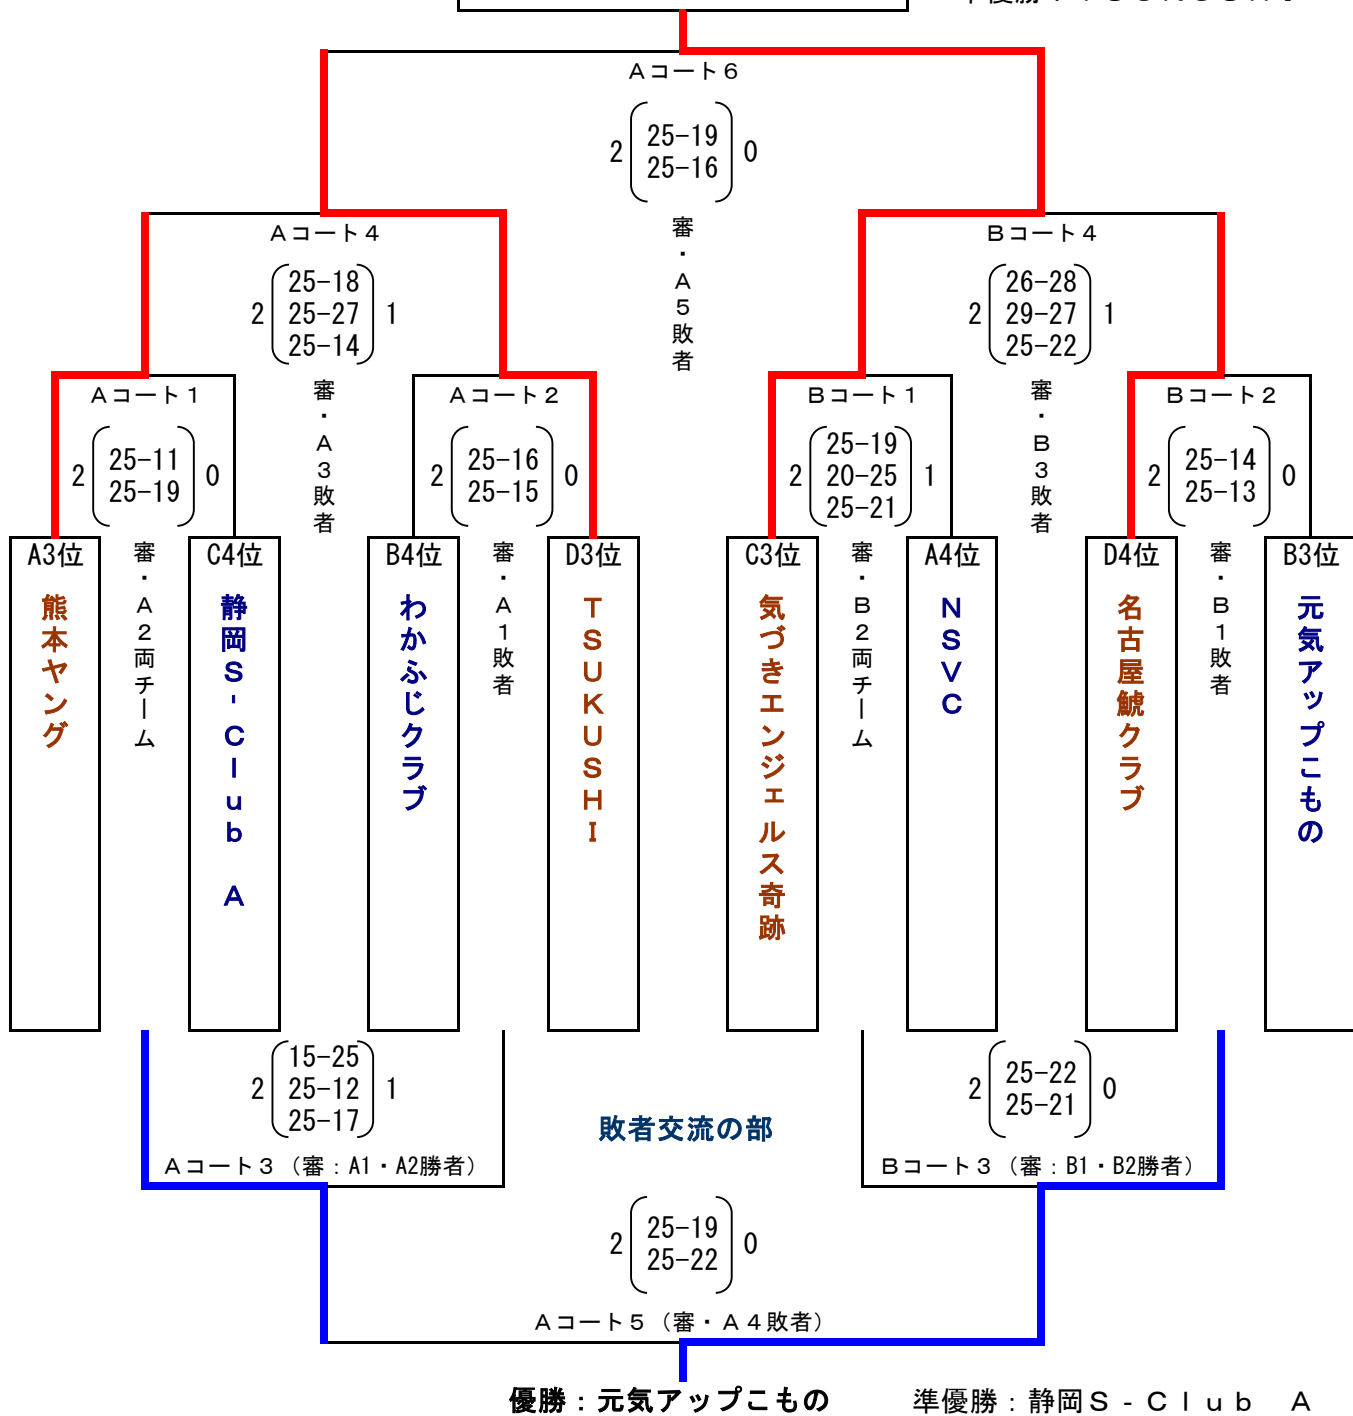 Aコート6
2 25-19 0
25-16
審・A5敗者
Aコート4
25-18
2 25-27 1
25-14
審・A3敗者
Bコート4
26-28
2 29-27 1
25-22
審・B3敗者
Aコート1
2 25-11 0
25-19
Aコート2
2 25-16 0
25-15
Bコート1
25-19
2 20-25 1
25-21
Bコート2
2 25-14 0
25-13
A3位
熊本ヤング
審・A2両チーム
C4位
静岡S-Club A
B4位
わかふじクラブ
審・A1敗者
D3位
TSUKUSHI
C3位
気づきエンジェルス奇跡
審・B2両チーム
A4位
NSVC
D4位
名古屋鯱クラブ
審・B1敗者
B3位
元気アップこもの
15-25
2 25-12 1
25-17
Aコート3(審:A1・A2勝者)
敗者交流の部
2 25-22 0
25-21
Bコート3(審:B1・B2勝者)
2 25-19 0
25-22
Aコート5(審・A4敗者)
優勝:元気アップこもの 準優勝:静岡S-Club A